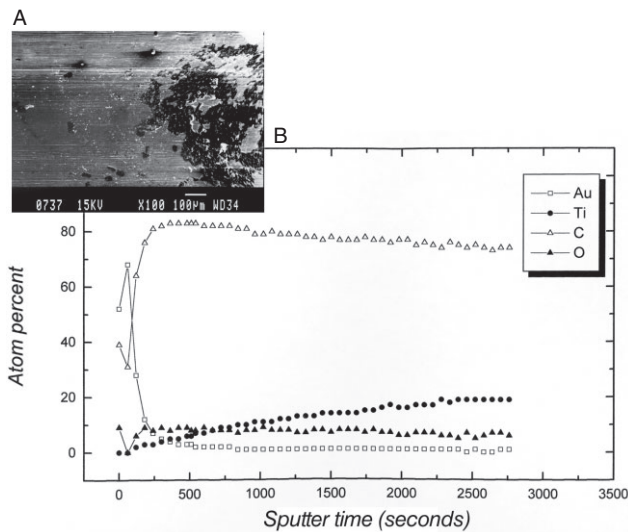 A
0737 15KV X100 100μm WD34
B
Au
Ti
C
O
80
60
40
20
0
Atom percent
0 500 1000 1500 2000 2500 3000 3500
Sputter time (seconds)